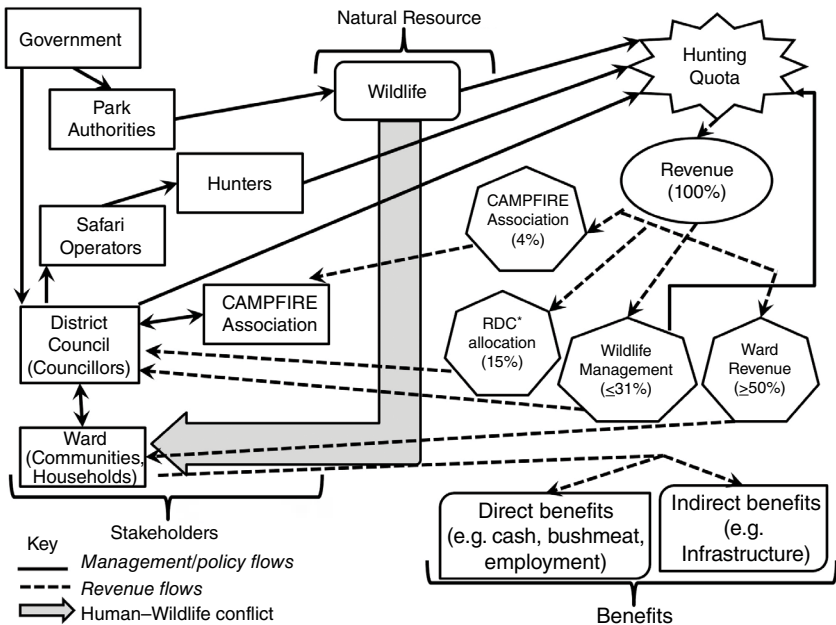 Natural Resource
Government
Park
Authorities
Wildlife
Hunting
Quota
Hunters
Safari
Operators
Revenue
(100%)
CAMPFIRE
Association
(4%)
District
Council
(Councillors)
CAMPFIRE
Association
RDC*
allocation
(15%)
Wildlife
Management
(≤31%)
Ward
Revenue
(≥50%)
Ward
(Communities,
Households)
Stakeholders
Direct benefits
(e.g. cash, bushmeat,
employment)
Indirect benefits
(e.g.
Infrastructure)
Benefits
Key
Management/policy flows
Revenue flows
Human–Wildlife conflict